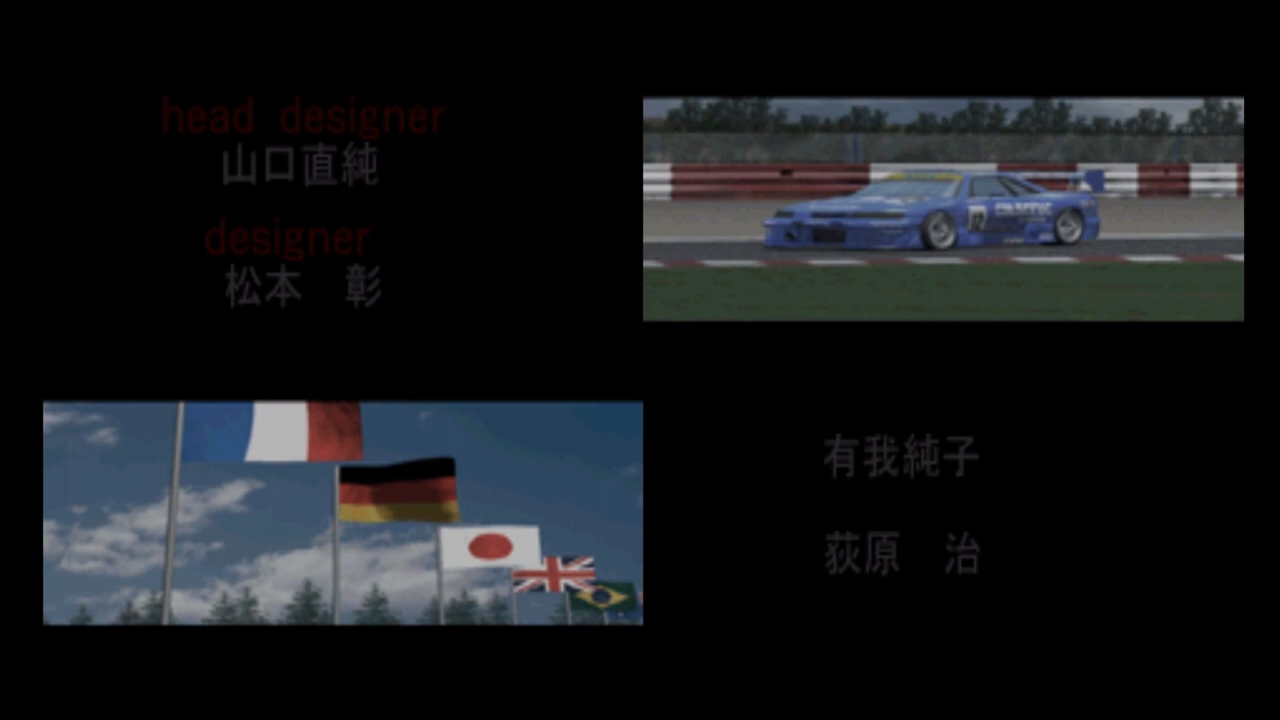 head designer
山口直純
designer
松本 彰
有我純子
荻原 治